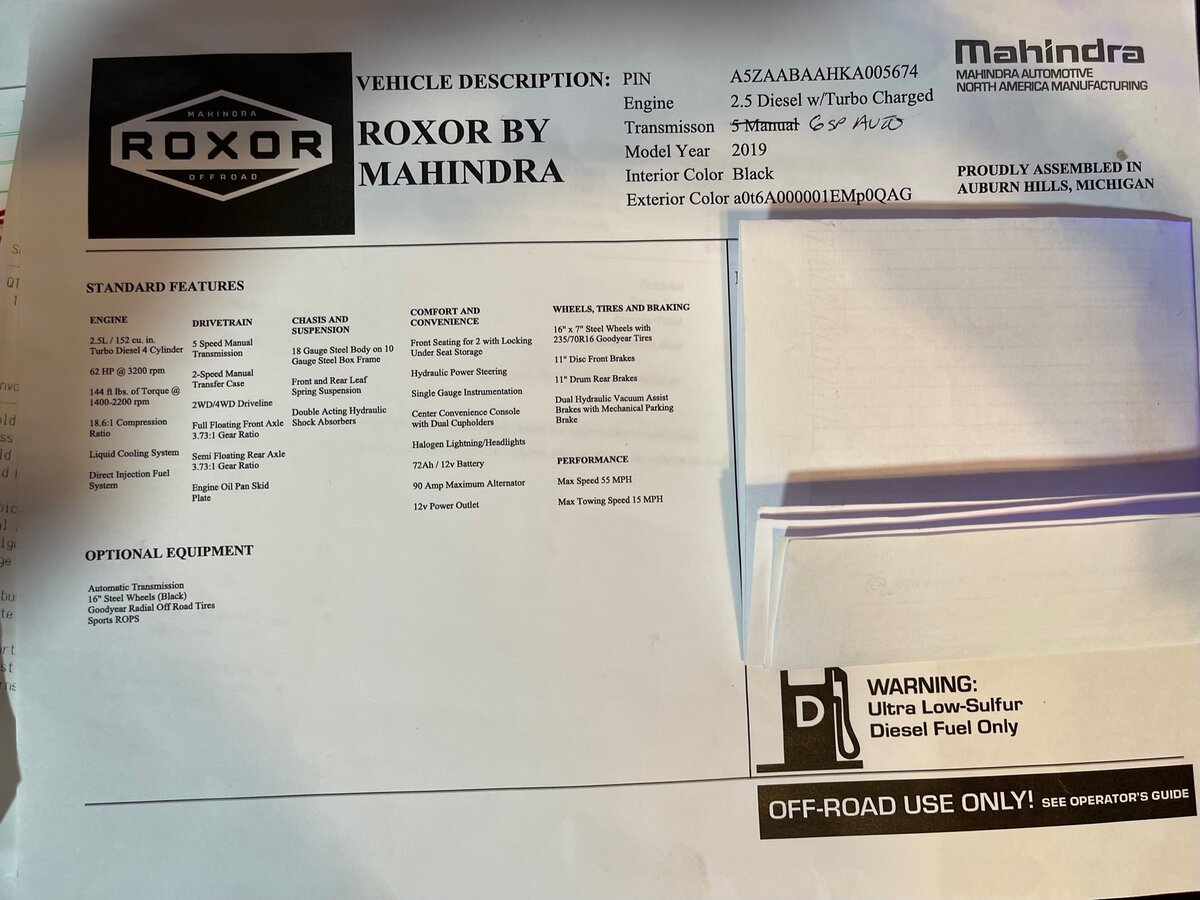 MAHINDRA
ROXOR
OFFROAD
VEHICLE DESCRIPTION:
ROXOR BY
MAHINDRA
PIN A5ZAABAAHKA005674
Engine 2.5 Diesel w/Turbo Charged
Transmisson 5 Manual 6SP AUTO
Model Year 2019
Interior Color Black
Exterior Color a0t6A000001EMp0QAG
Mahindra
MAHINDRA AUTOMOTIVE
NORTH AMERICA MANUFACTURING
PROUDLY ASSEMBLED IN
AUBURN HILLS, MICHIGAN
STANDARD FEATURES
ENGINE
2.5L / 152 cu. in.
Turbo Diesel 4 Cylinder
62 HP @ 3200 rpm
144 ft lbs. of Torque @
1400-2200 rpm
18.6:1 Compression
Ratio
Liquid Cooling System
Direct Injection Fuel
System
DRIVETRAIN
5 Speed Manual
Transmission
2-Speed Manual
Transfer Case
2WD/4WD Driveline
Full Floating Front Axle
3.73:1 Gear Ratio
Semi Floating Rear Axle
3.73:1 Gear Ratio
Engine Oil Pan Skid
Plate
CHASIS AND
SUSPENSION
18 Gauge Steel Body on 10
Gauge Steel Box Frame
Front and Rear Leaf
Spring Suspension
Double Acting Hydraulic
Shock Absorbers
COMFORT AND
CONVENIENCE
Front Seating for 2 with Locking
Under Seat Storage
Hydraulic Power Steering
Single Gauge Instrumentation
Center Convenience Console
with Dual Cupholders
Halogen Lightning/Headlights
72Ah / 12v Battery
90 Amp Maximum Alternator
12v Power Outlet
WHEELS, TIRES AND BRAKING
16" x 7" Steel Wheels with
235/70R16 Goodyear Tires
11" Disc Front Brakes
11" Drum Rear Brakes
Dual Hydraulic Vacuum Assist
Brakes with Mechanical Parking
Brake
PERFORMANCE
Max Speed 55 MPH
Max Towing Speed 15 MPH
OPTIONAL EQUIPMENT
Automatic Transmission
16" Steel Wheels (Black)
Goodyear Radial Off Road Tires
Sports ROPS
D
WARNING:
Ultra Low-Sulfur
Diesel Fuel Only
OFF-ROAD USE ONLY! SEE OPERATOR'S GUIDE